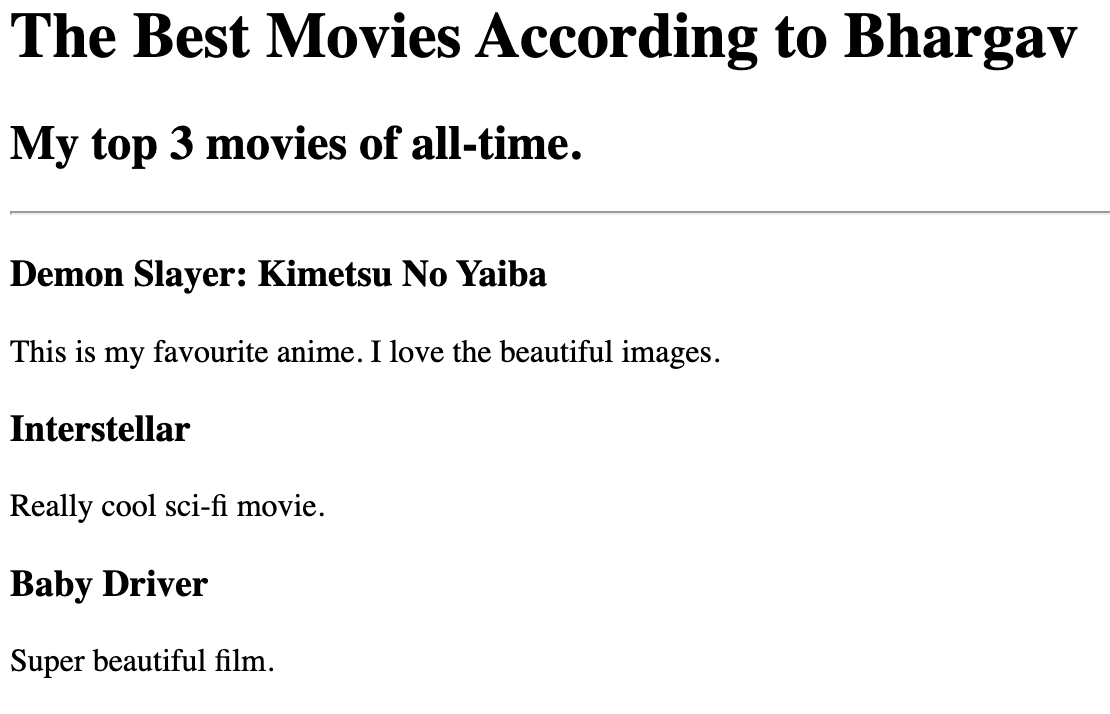 The Best Movies According to Bhargav
My top 3 movies of all-time.
Demon Slayer: Kimetsu No Yaiba
This is my favourite anime. I love the beautiful images.
Interstellar
Really cool sci-fi movie.
Baby Driver
Super beautiful film.